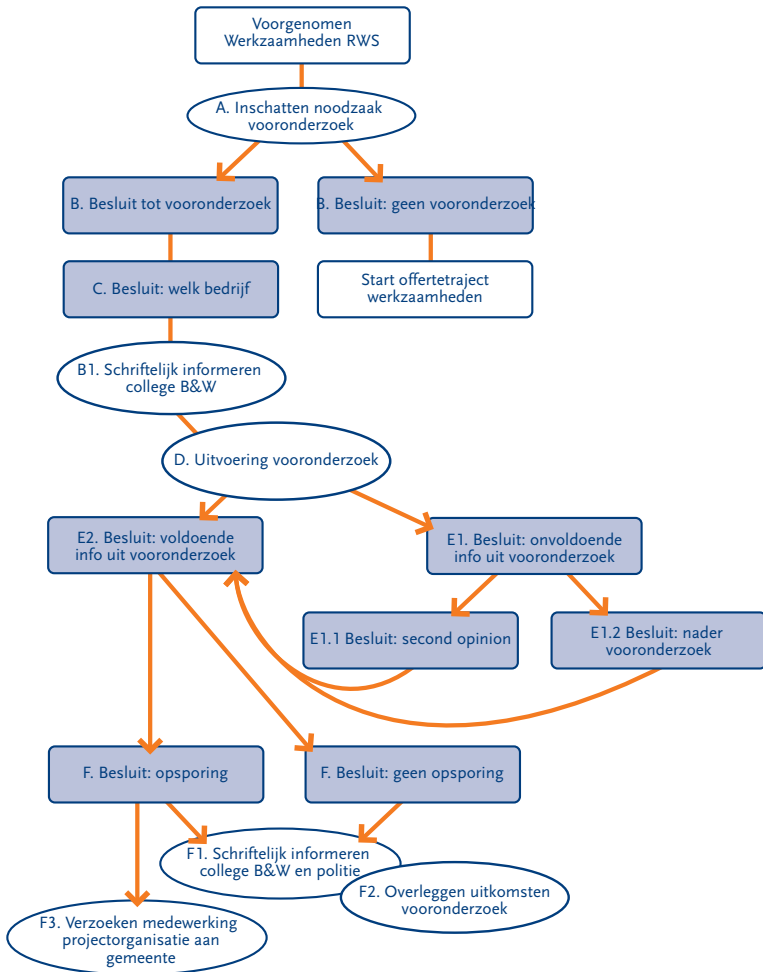 Voorgenomen
Werkzaamheden RWS
A. Inschatten noodzaak
vooronderzoek
B. Besluit tot vooronderzoek
B. Besluit: geen vooronderzoek
C. Besluit: welk bedrijf
Start offertetraject
werkzaamheden
B1. Schriftelijk informeren
college B&W
D. Uitvoering vooronderzoek
E2. Besluit: voldoende
info uit vooronderzoek
E1. Besluit: onvoldoende
info uit vooronderzoek
E1.1 Besluit: second opinion
E1.2 Besluit: nader
vooronderzoek
F. Besluit: opsporing
F. Besluit: geen opsporing
F1. Schriftelijk informeren
college B&W en politie
F2. Overleggen uitkomsten
vooronderzoek
F3. Verzoeken medewerking
projectorganisatie aan
gemeente